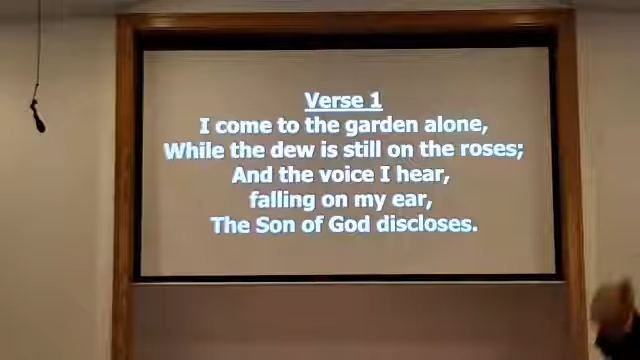 Verse 1
I come to the garden alone,
While the dew is still on the roses;
And the voice I hear,
falling on my ear,
The Son of God discloses.